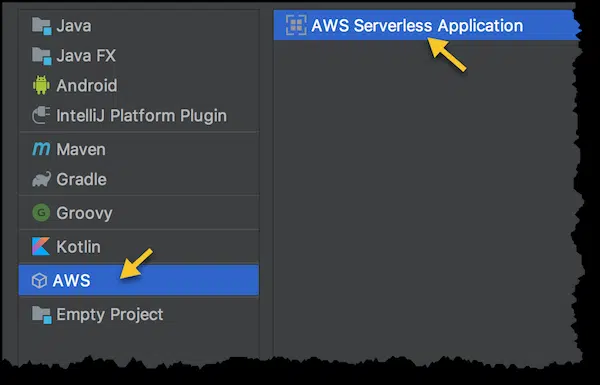 Java
Java FX
Android
IntelliJ Platform Plugin
Maven
Gradle
Groovy
Kotlin
AWS
Empty Project
AWS Serverless Application